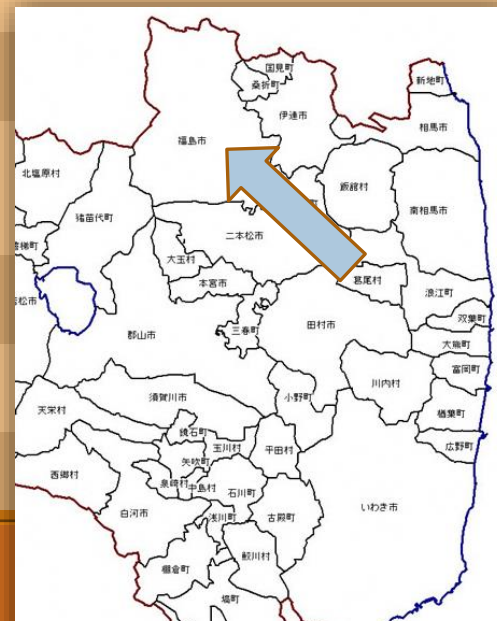 国見町
桑折町
新地町
伊達市
相馬市
福島市
北塩原村
飯舘村
猪苗代町
南相馬市
町
二本松市
磐梯町
大玉村
葛尾村
本宮市
浪江町
松市
双葉町
三春町
田村市
郡山市
大熊町
富岡町
川内村
天栄村
須賀川市
小野町
楢葉町
鏡石町
広野町
玉川村
平田村
矢吹町
西郷村
泉崎村
中島村
石川町
いわき市
白河市
浅川町
古殿町
鮫川村
棚倉町
塙町